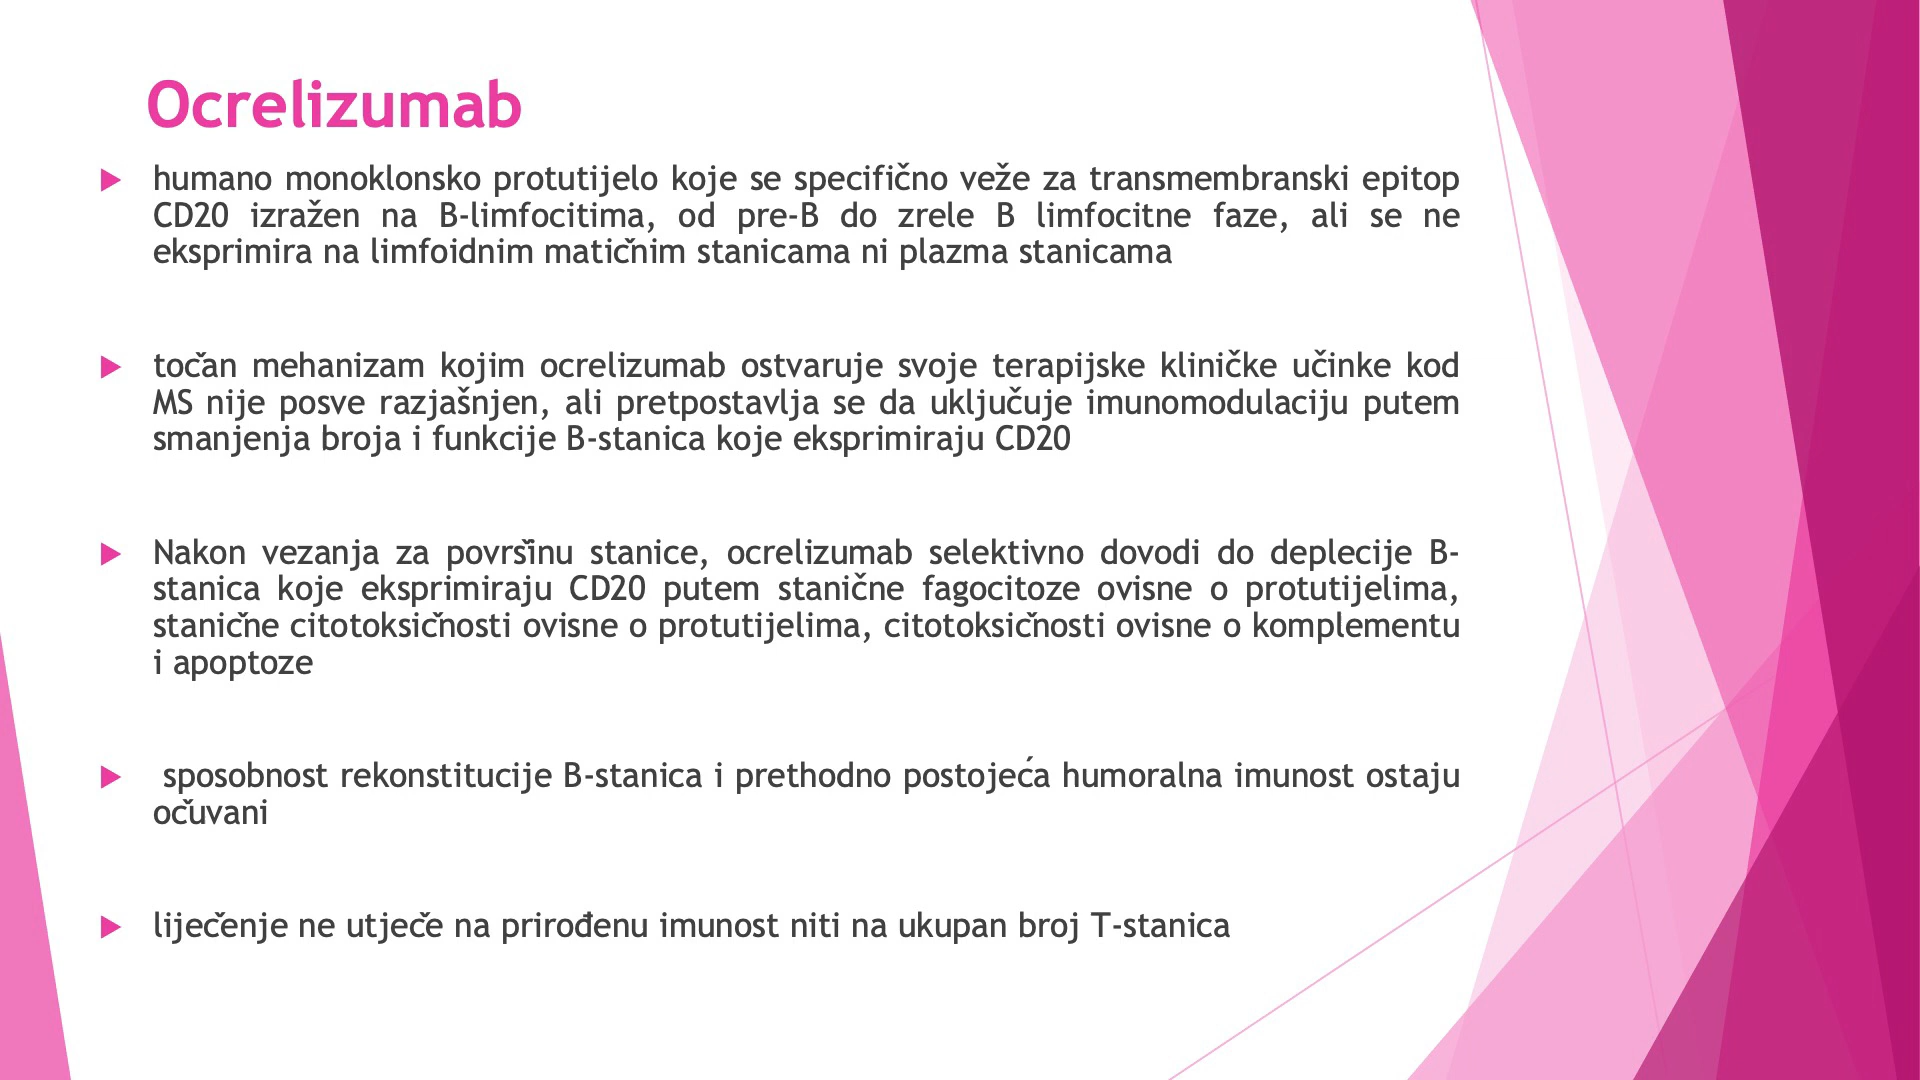 Ocrelizumab
humano monoklonsko protutijelo koje se specifično veže za transmembranski epitop
CD20 izražen na B-limfocitima, od pre-B do zrele B limfocitne faze, ali se ne
eksprimira na limfoidnim matičnim stanicama ni plazma stanicama
točan mehanizam kojim ocrelizumab ostvaruje svoje terapijske kliničke učinke kod
MS nije posve razjašnjen, ali pretpostavlja se da uključuje imunomodulaciju putem
smanjenja broja i funkcije B-stanica koje eksprimiraju CD20
Nakon vezanja za površinu stanice, ocrelizumab selektivno dovodi do deplecije B-
stanica koje eksprimiraju CD20 putem stanične fagocitoze ovisne o protutijelima,
stanične citotoksičnosti ovisne o protutijelima, citotoksičnosti ovisne o komplementu
i apoptoze
sposobnost rekonstitucije B-stanica i prethodno postojeća humoralna imunost ostaju
očuvani
liječenje ne utječe na prirođenu imunost niti na ukupan broj T-stanica